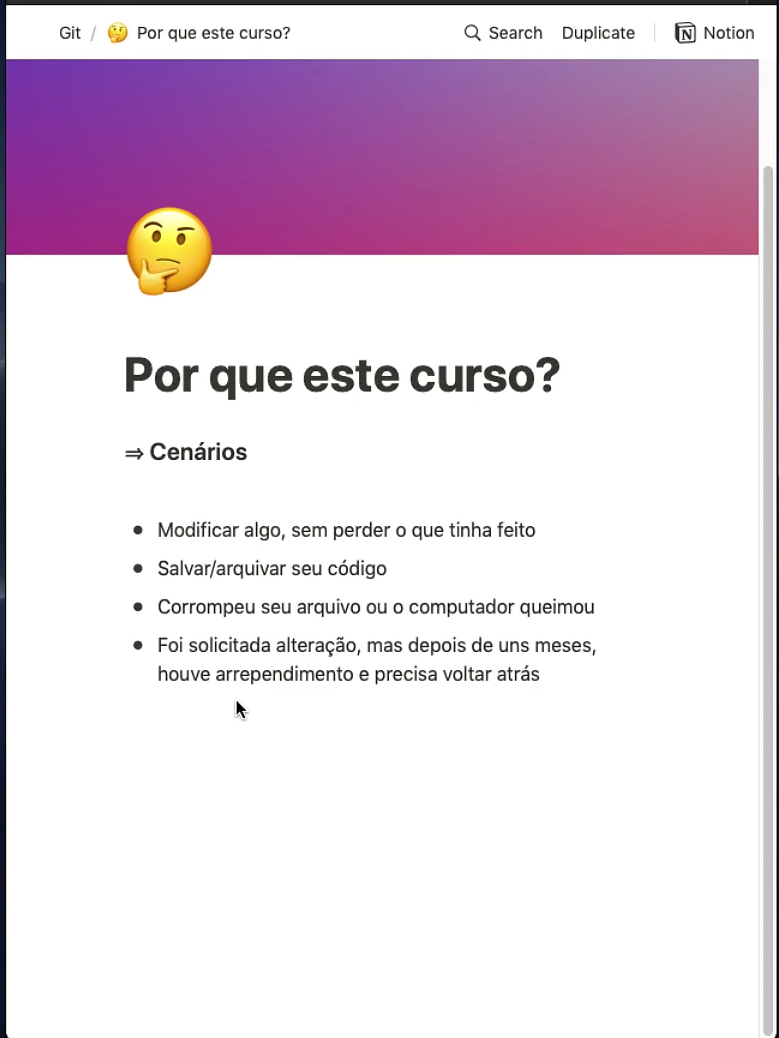 Git / 🤔 Por que este curso? Search Duplicate Notion
Por que este curso?
⇒ Cenários
• Modificar algo, sem perder o que tinha feito
• Salvar/arquivar seu código
• Corrompeu seu arquivo ou o computador queimou
• Foi solicitada alteração, mas depois de uns meses,
houve arrependimento e precisa voltar atrás